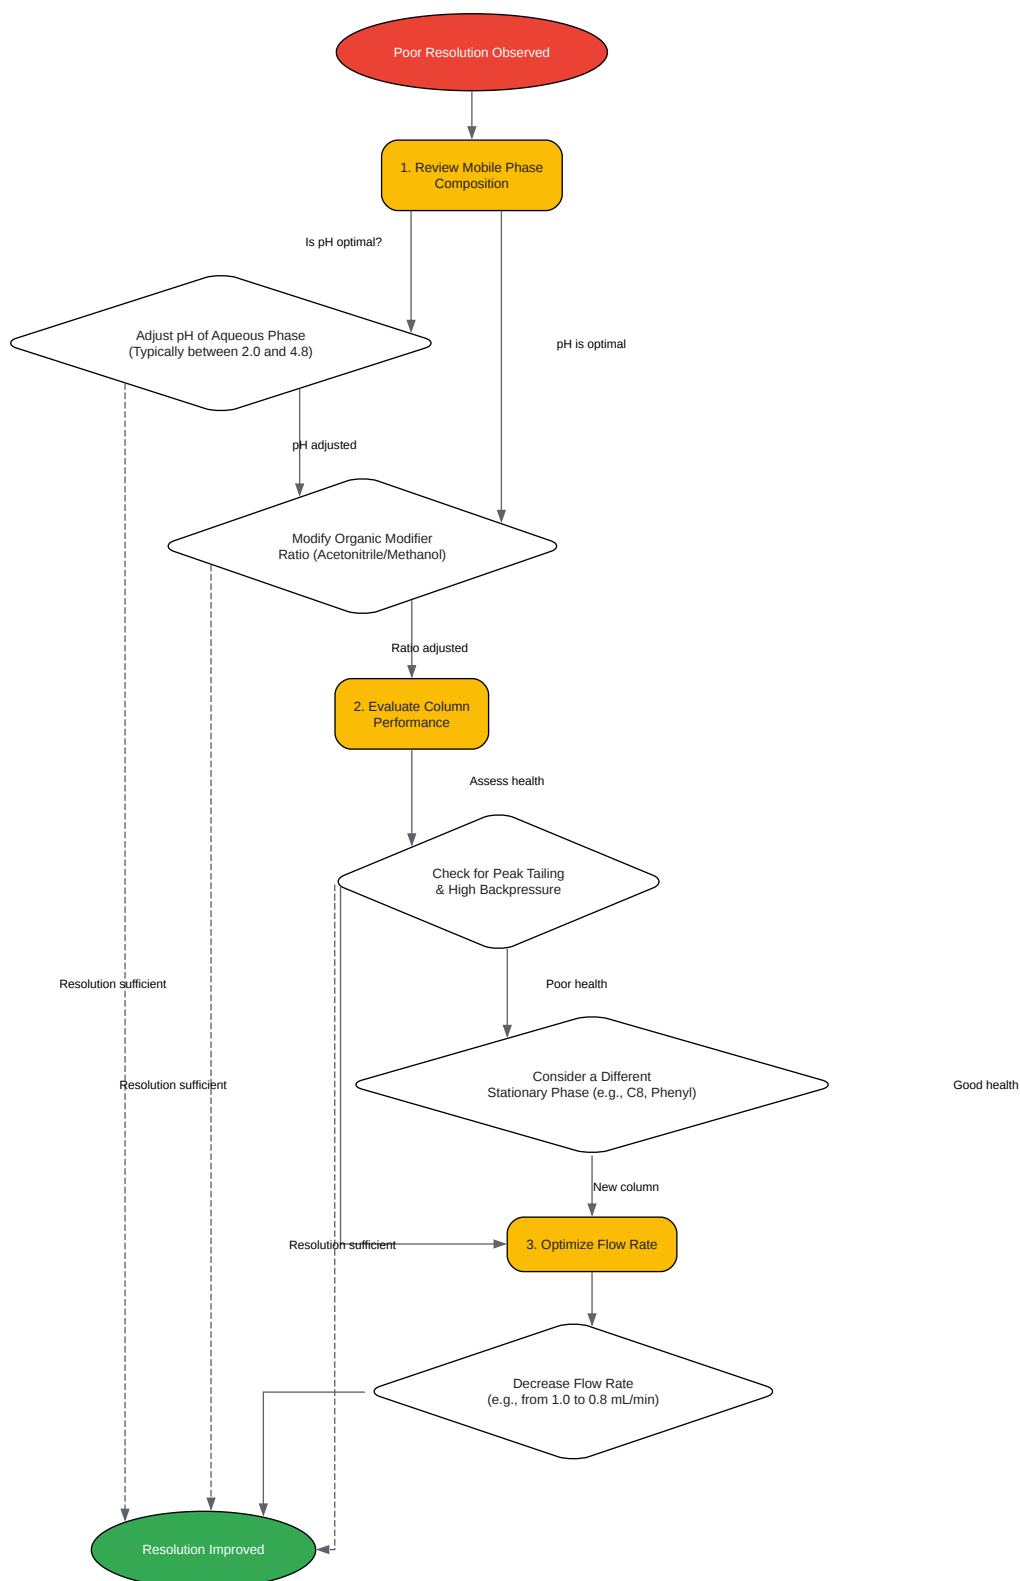 Poor Resolution Observed
1. Review Mobile Phase
Composition
Is pH optimal?
Adjust pH of Aqueous Phase
(Typically between 2.0 and 4.8)
pH is optimal
pH adjusted
Modify Organic Modifier
Ratio (Acetonitrile/Methanol)
Ratio adjusted
2. Evaluate Column
Performance
Assess health
Check for Peak Tailing
& High Backpressure
Resolution sufficient
Poor health
Consider a Different
Stationary Phase (e.g., C8, Phenyl)
Resolution sufficient
Good health
New column
Resolution sufficient
3. Optimize Flow Rate
Decrease Flow Rate
(e.g., from 1.0 to 0.8 mL/min)
Resolution Improved